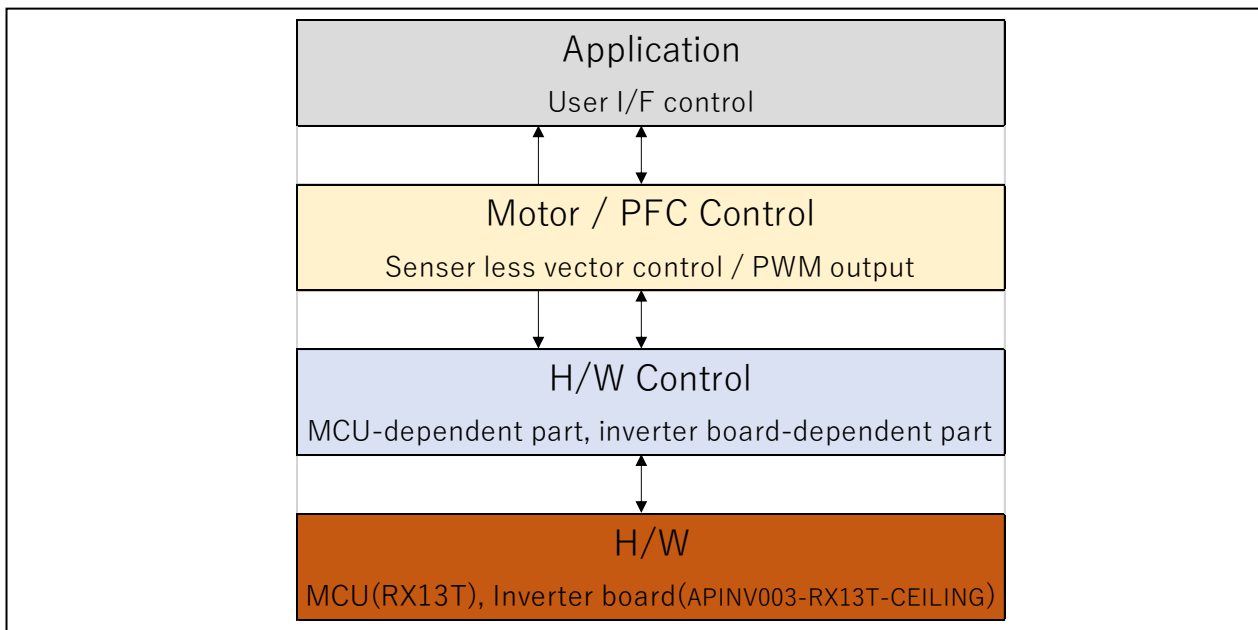 Application
User I/F control
Motor / PFC Control
Senser less vector control / PWM output
H/W Control
MCU-dependent part, inverter board-dependent part
H/W
MCU(RX13T), Inverter board(APINV003-RX13T-CEILING)